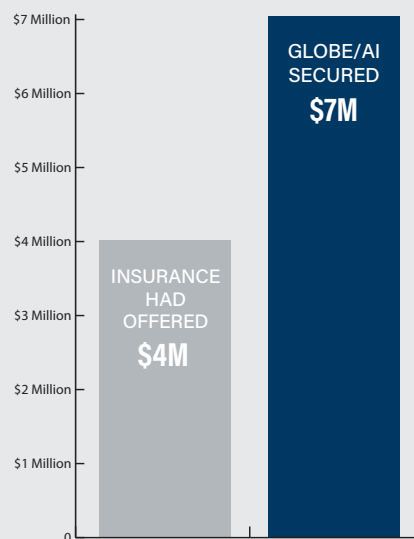 $7 Million
$6 Million
$5 Million
$4 Million
$3 Million
$2 Million
$1 Million
0
INSURANCE
HAD
OFFERED
$4M
GLOBE/AI
SECURED
$7M